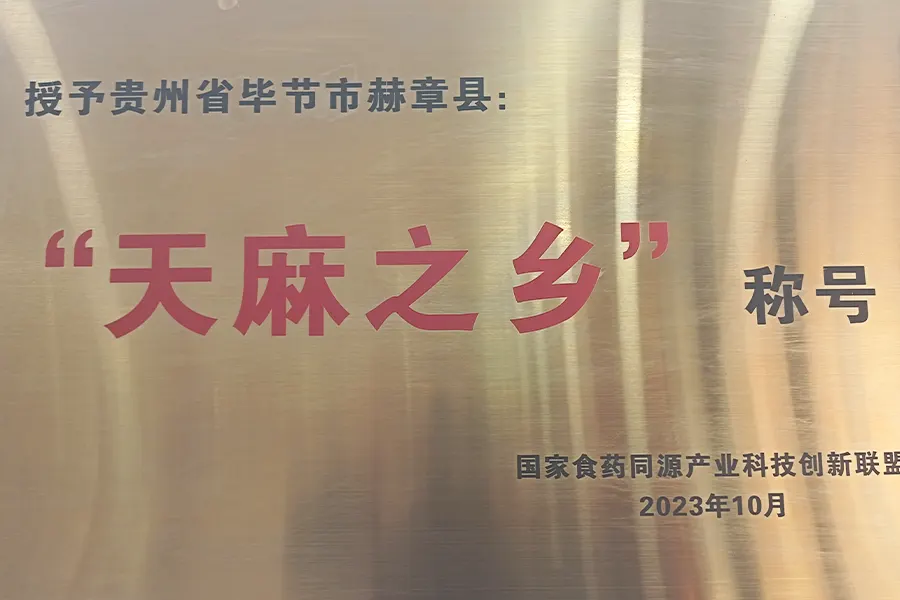 授予贵州省毕节市赫章县：
“天麻之乡”称号
国家食药同源产业科技创新联盟
2023年10月